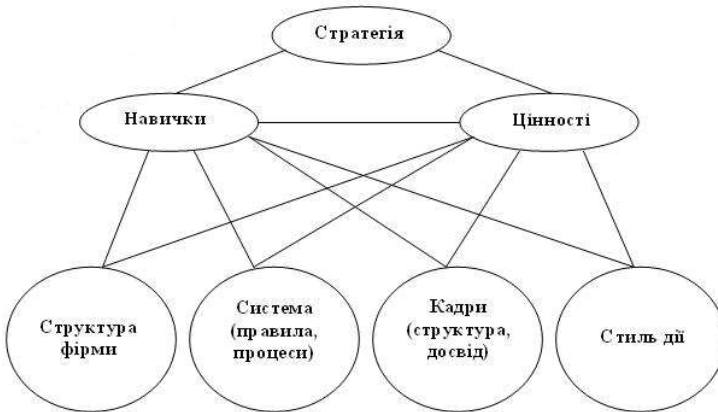 Стратегія
Навички
Цінності
Структура
фірми
Система
(правила,
процеси)
Кадри
(структура,
досвід)
Стиль дії